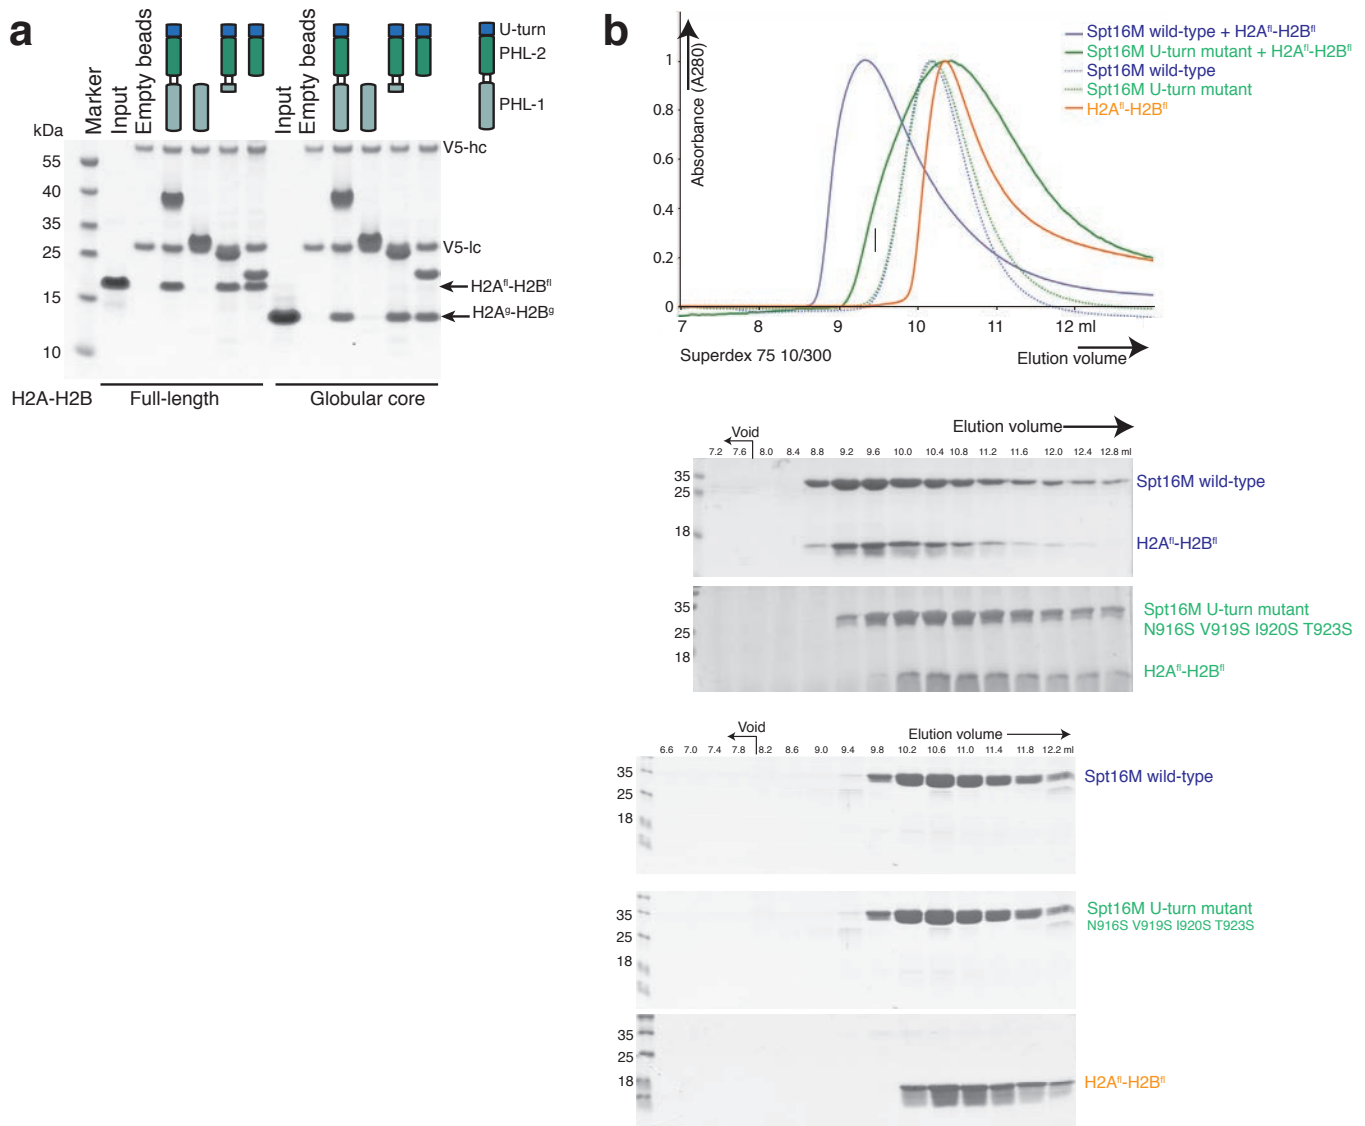 a
Marker
Input
Empty beads
Input
Empty beads
U-turn
PHL-2
PHL-1
kDa
55
40
35
25
15
10
V5-hc
V5-lc
H2Aᶠˡ-H2Bᶠˡ
H2Aᵍ-H2Bᵍ
H2A-H2B
Full-length
Globular core
b
Absorbance (A280)
1
0.8
0.6
0.4
0.2
0
7 8 9 10 11 12 ml
Superdex 75 10/300
Elution volume
Spt16M wild-type + H2Aᶠˡ-H2Bᶠˡ
Spt16M U-turn mutant + H2Aᶠˡ-H2Bᶠˡ
Spt16M wild-type
Spt16M U-turn mutant
H2Aᶠˡ-H2Bᶠˡ
Void
Elution volume
7.2 7.6 8.0 8.4 8.8 9.2 9.6 10.0 10.4 10.8 11.2 11.6 12.0 12.4 12.8 ml
35
25
18
Spt16M wild-type
H2Aᶠˡ-H2Bᶠˡ
35
25
18
Spt16M U-turn mutant
N916S V919S I920S T923S
H2Aᶠˡ-H2Bᶠˡ
Void
Elution volume
6.6 7.0 7.4 7.8 8.2 8.6 9.0 9.4 9.8 10.2 10.6 11.0 11.4 11.8 12.2 ml
35
25
18
Spt16M wild-type
35
25
18
Spt16M U-turn mutant
N916S V919S I920S T923S
35
25
18
H2Aᶠˡ-H2Bᶠˡ